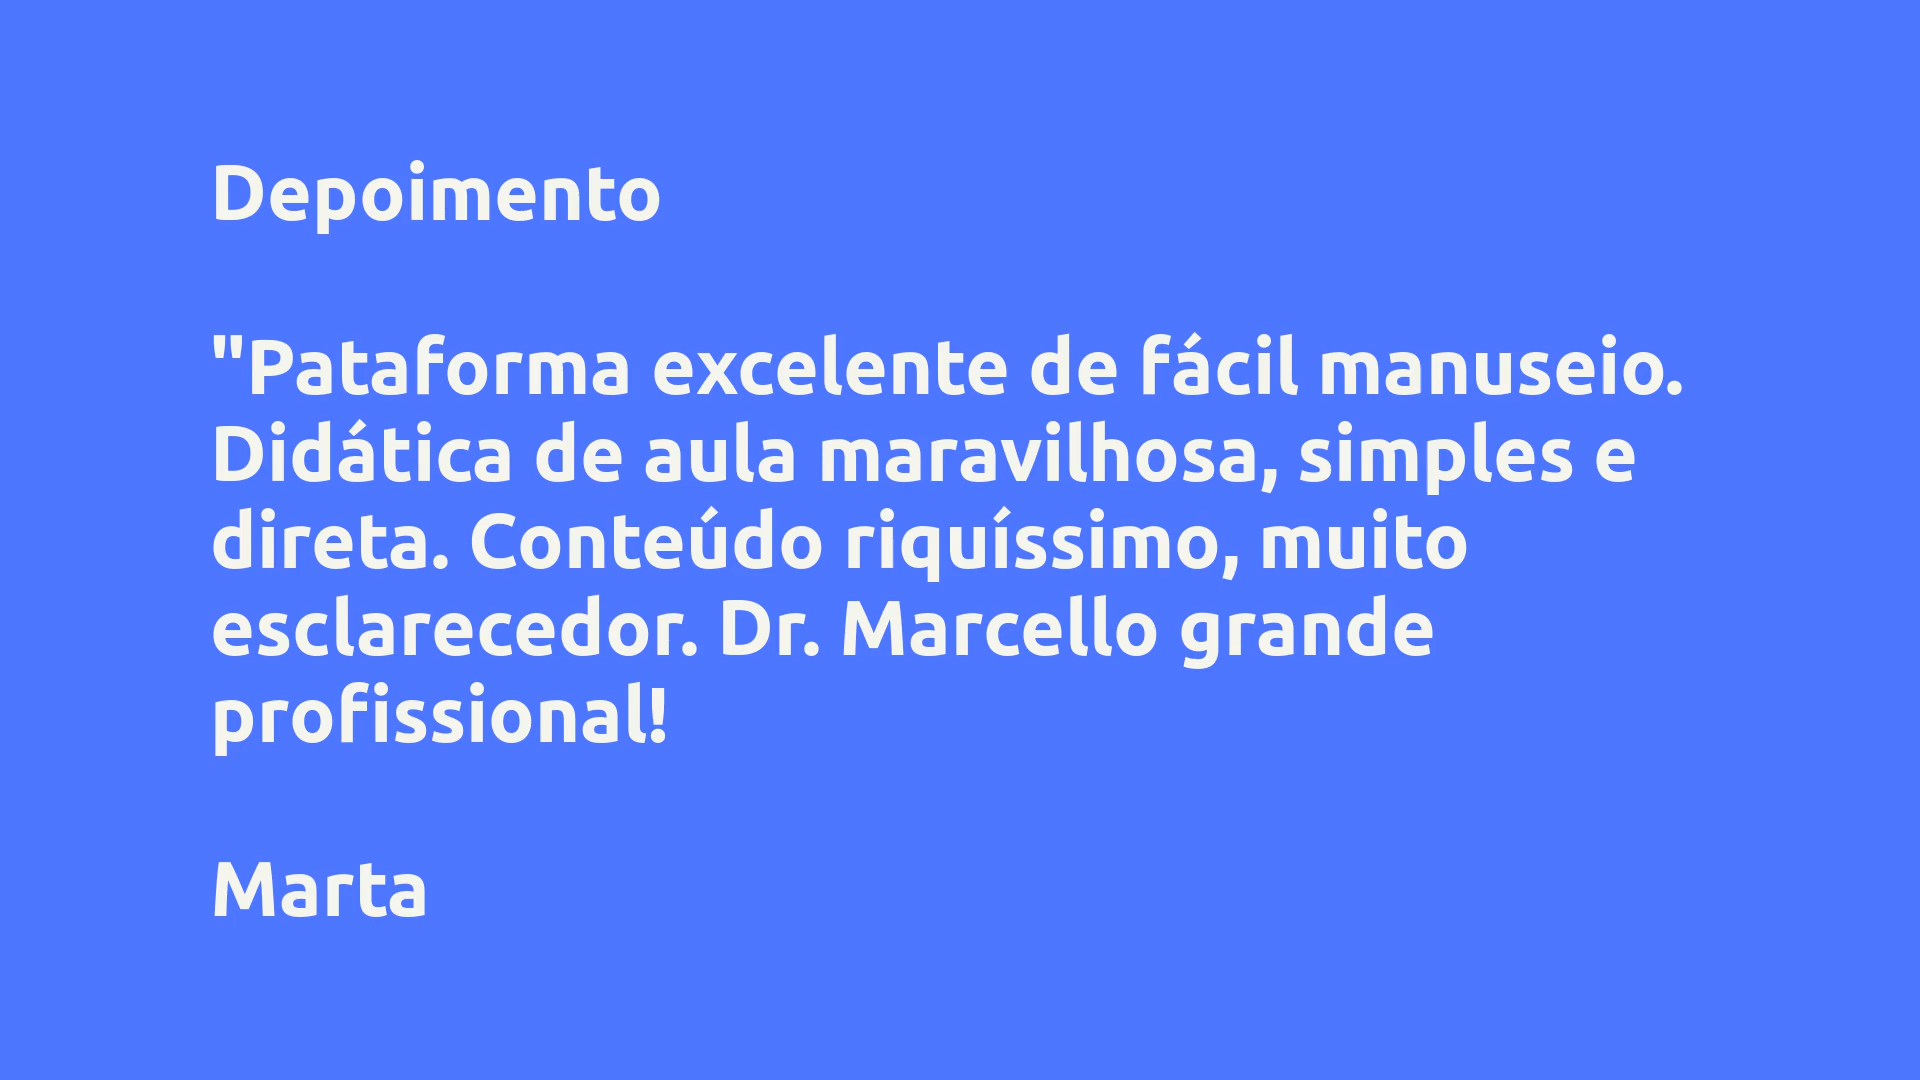 Depoimento
"Pataforma excelente de fácil manuseio.
Didática de aula maravilhosa, simples e
direta. Conteúdo riquíssimo, muito
esclarecedor. Dr. Marcello grande
profissional!
Marta